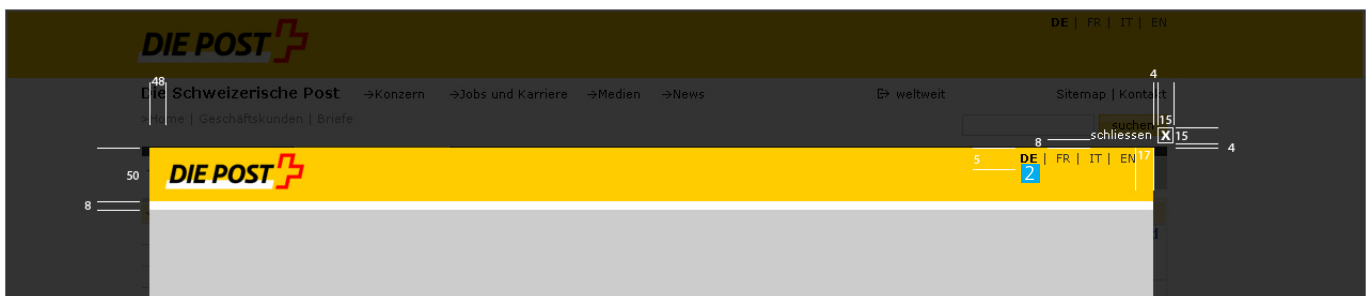 DE | FR | IT | EN
DIE POST
48
4
Die Schweizerische Post →Konzern →Jobs und Karriere →Medien →News weltweit Sitemap | Kontakt
>Home | Geschäftskunden | Briefe suchen
15
schliessen X 15
8
4
DIE POST
5 DE | FR | IT | EN 17
2
50
8